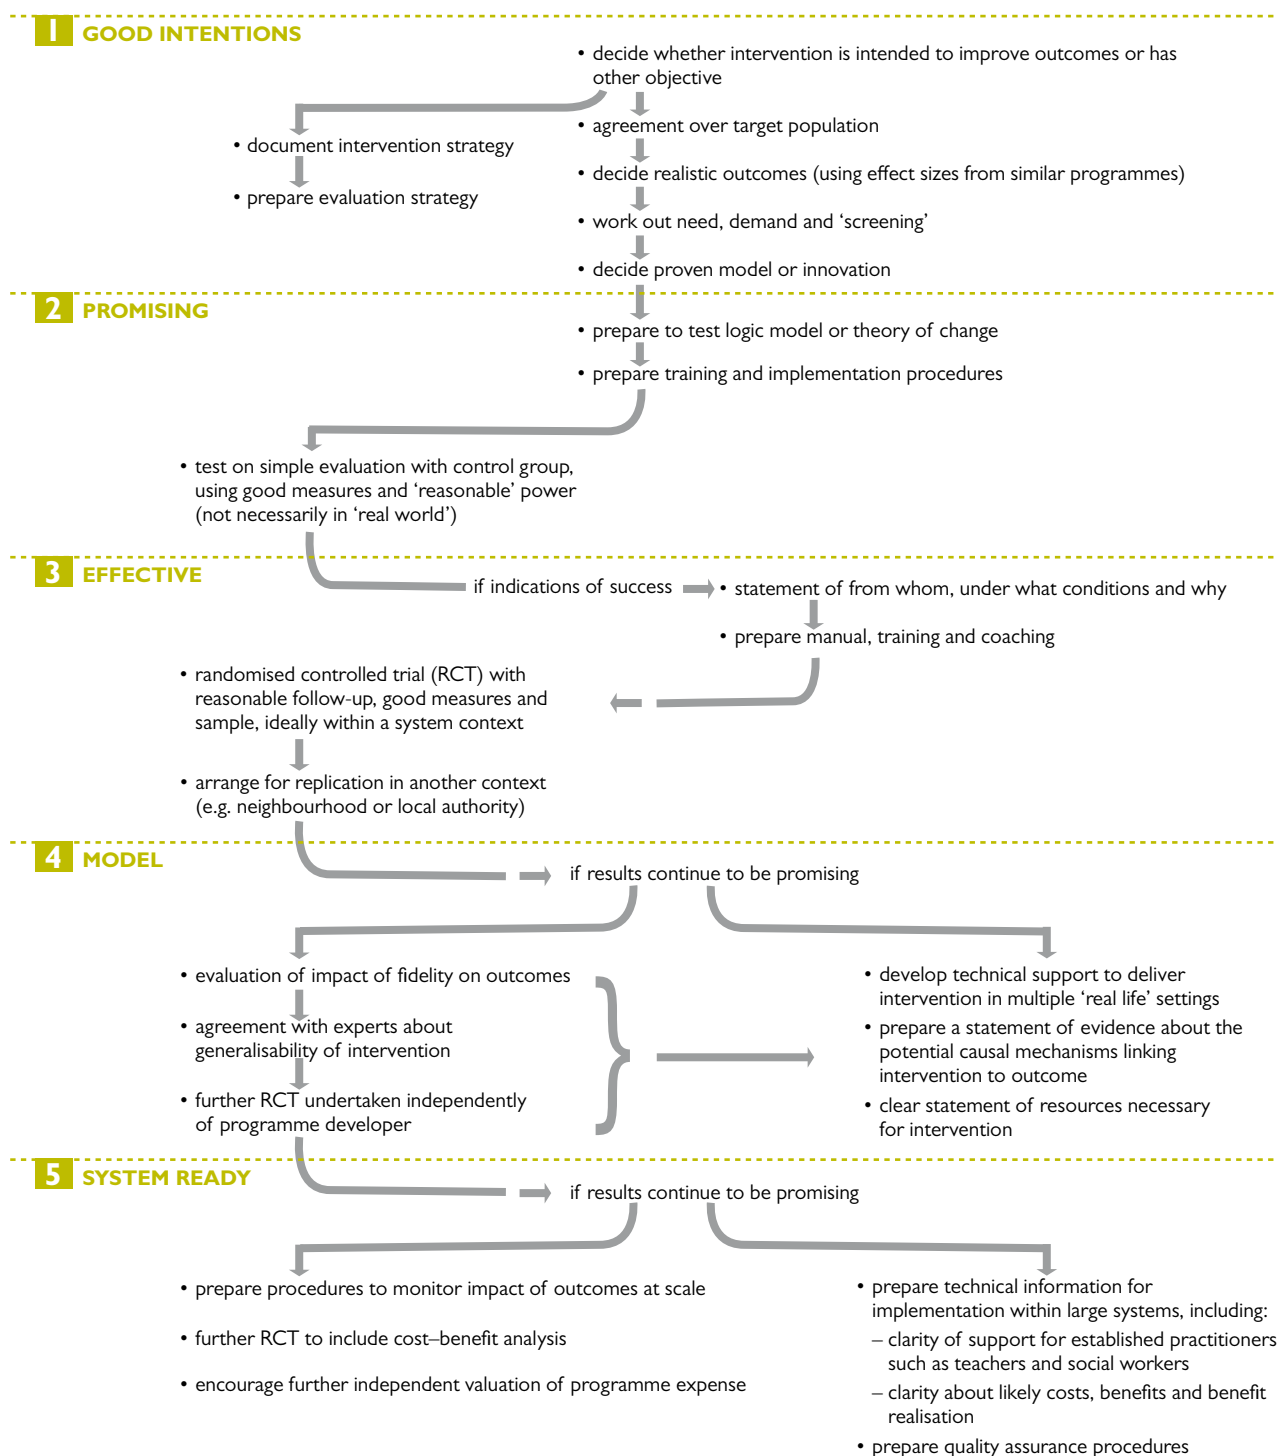 1 GOOD INTENTIONS
• decide whether intervention is intended to improve outcomes or has
other objective
• agreement over target population
• document intervention strategy
• decide realistic outcomes (using effect sizes from similar programmes)
• prepare evaluation strategy
• work out need, demand and ‘screening’
• decide proven model or innovation
2 PROMISING
• prepare to test logic model or theory of change
• prepare training and implementation procedures
• test on simple evaluation with control group,
using good measures and ‘reasonable’ power
(not necessarily in ‘real world’)
3 EFFECTIVE
if indications of success
• statement of from whom, under what conditions and why
• prepare manual, training and coaching
• randomised controlled trial (RCT) with
reasonable follow-up, good measures and
sample, ideally within a system context
• arrange for replication in another context
(e.g. neighbourhood or local authority)
4 MODEL
if results continue to be promising
• evaluation of impact of fidelity on outcomes
• agreement with experts about
generalisability of intervention
• further RCT undertaken independently
of programme developer
• develop technical support to deliver
intervention in multiple ‘real life’ settings
• prepare a statement of evidence about the
potential causal mechanisms linking
intervention to outcome
• clear statement of resources necessary
for intervention
5 SYSTEM READY
if results continue to be promising
• prepare procedures to monitor impact of outcomes at scale
• further RCT to include cost–benefit analysis
• encourage further independent valuation of programme expense
• prepare technical information for
implementation within large systems, including:
– clarity of support for established practitioners
such as teachers and social workers
– clarity about likely costs, benefits and benefit
realisation
• prepare quality assurance procedures